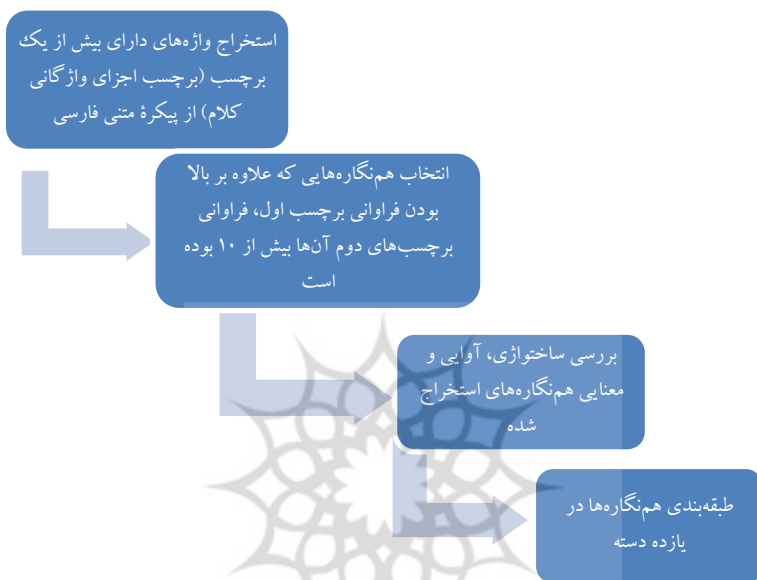 استخراج واژه‌های دارای بیش از یک
برچسب (برچسب اجزای واژگانی
کلام) از پیکرۀ متنی فارسی
انتخاب هم‌نگاره‌هایی که علاوه بر بالا
بودن فراوانی برچسب اول، فراوانی
برچسب‌های دوم آن‌ها بیش از ۱۰ بوده
است
بررسی ساختواژی، آوایی و
معنایی هم‌نگاره‌های استخراج
شده
طبقه‌بندی هم‌نگاره‌ها در
یازده دسته